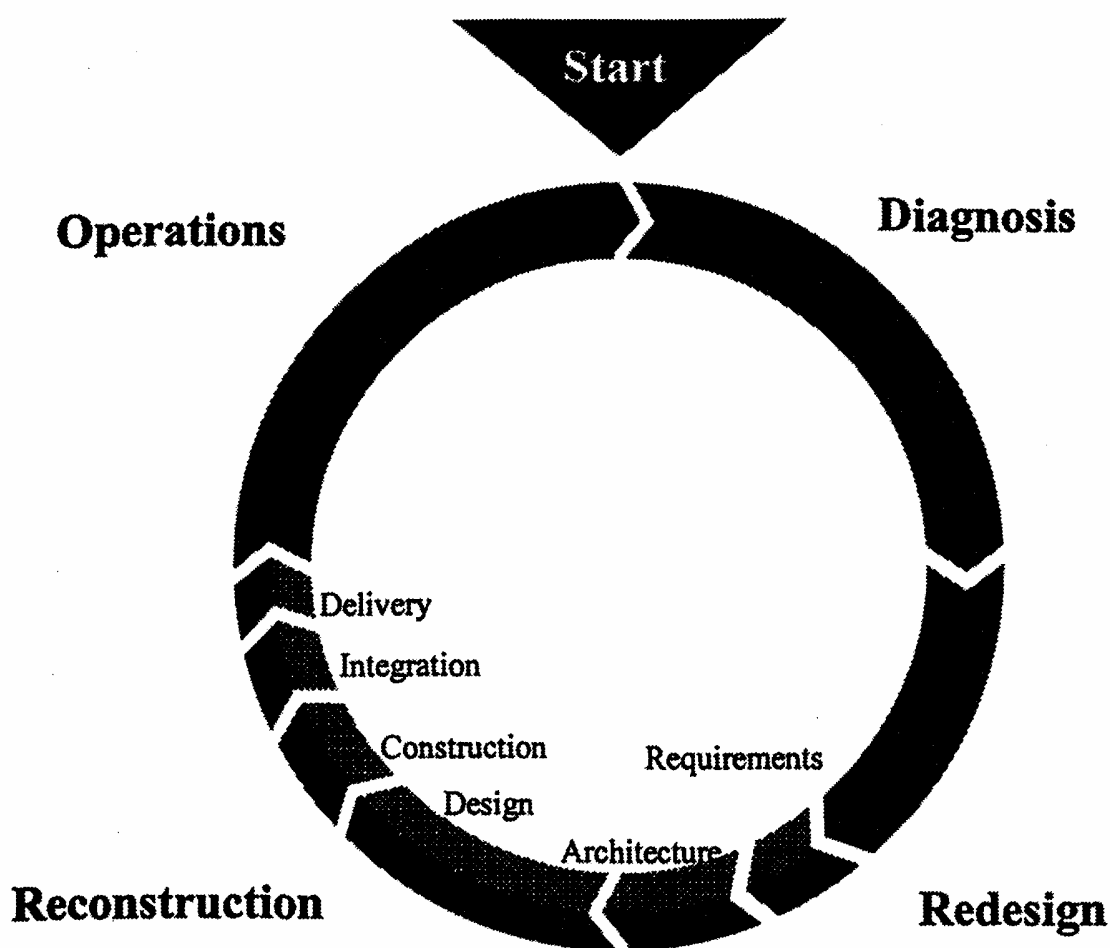 Start
Operations
Diagnosis
Delivery
Integration
Construction
Requirements
Design
Architecture
Reconstruction
Redesign